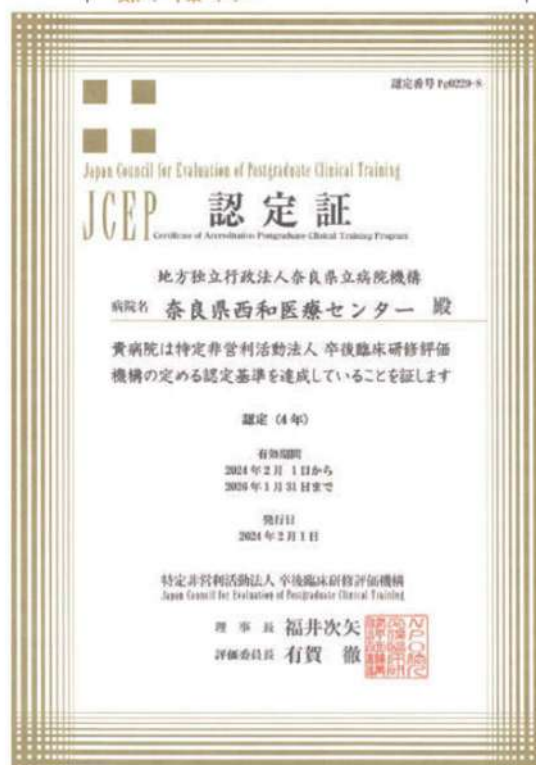 認定番号 Pg0229-8
Japan Council for Evaluation of Postgraduate Clinical Training
JCEP 認定証
Certificate of Accreditation Postgraduate Clinical Training Program
地方独立行政法人奈良県立病院機構
病院名 奈良県西和医療センター 殿
貴病院は特定非営利活動法人 卒後臨床研修評価
機構の定める認定基準を達成していることを証します
認定（4年）
有効期間
2024年2月 1日から
2026年1月31日まで
発行日
2024年2月1日
特定非営利活動法人 卒後臨床研修評価機構
Japan Council for Evaluation of Postgraduate Clinical Training
理事長 福井次矢
評価委員長 有賀 徹